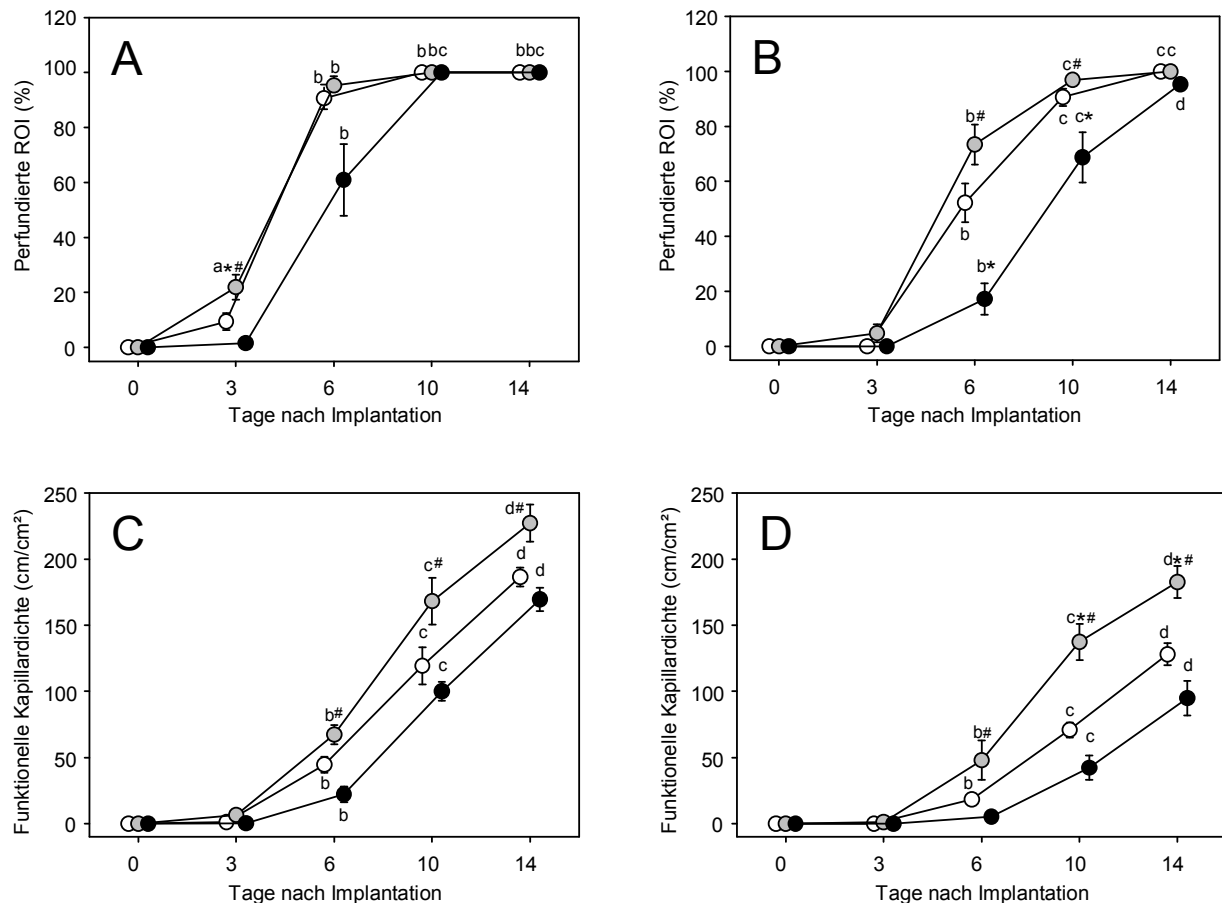 A
Perfundierte ROI (%)
120
100
80
60
40
20
0
a*#
b
b
b
b bbc
bbc
0 3 6 10 14
Tage nach Implantation
B
Perfundierte ROI (%)
120
100
80
60
40
20
0
b#
b
b*
c#
c
c*
cc
d
0 3 6 10 14
Tage nach Implantation
C
Funktionelle Kapillardichte (cm/cm²)
250
200
150
100
50
0
b#
b
b
c#
c
c
d#
d
d
0 3 6 10 14
Tage nach Implantation
D
Funktionelle Kapillardichte (cm/cm²)
250
200
150
100
50
0
b#
b
c*#
c
c
d*#
d
d
0 3 6 10 14
Tage nach Implantation